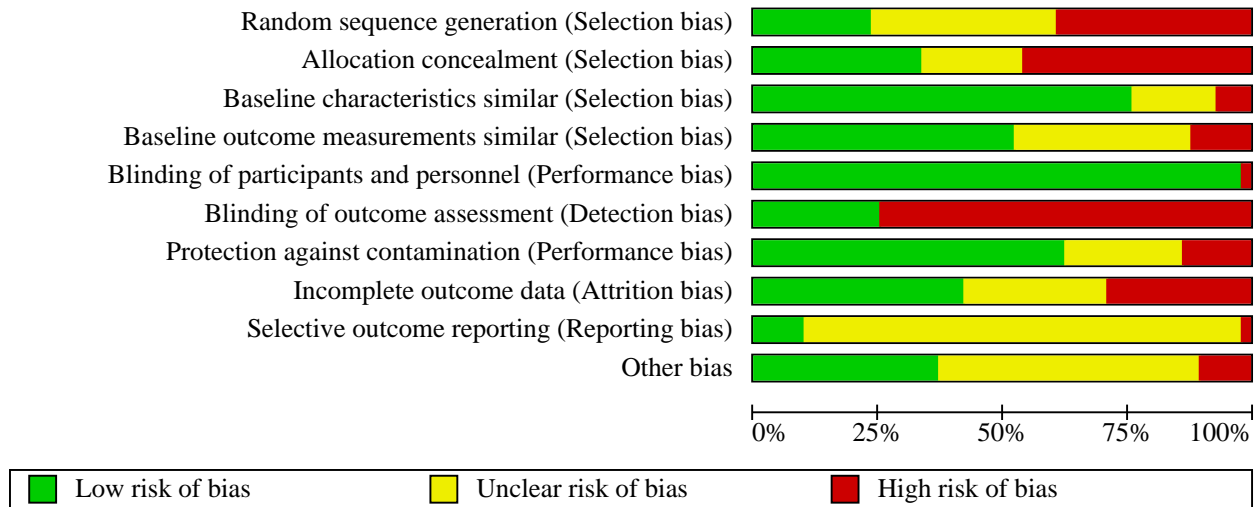 Random sequence generation (Selection bias)
Allocation concealment (Selection bias)
Baseline characteristics similar (Selection bias)
Baseline outcome measurements similar (Selection bias)
Blinding of participants and personnel (Performance bias)
Blinding of outcome assessment (Detection bias)
Protection against contamination (Performance bias)
Incomplete outcome data (Attrition bias)
Selective outcome reporting (Reporting bias)
Other bias
0% 25% 50% 75% 100%
Low risk of bias Unclear risk of bias High risk of bias